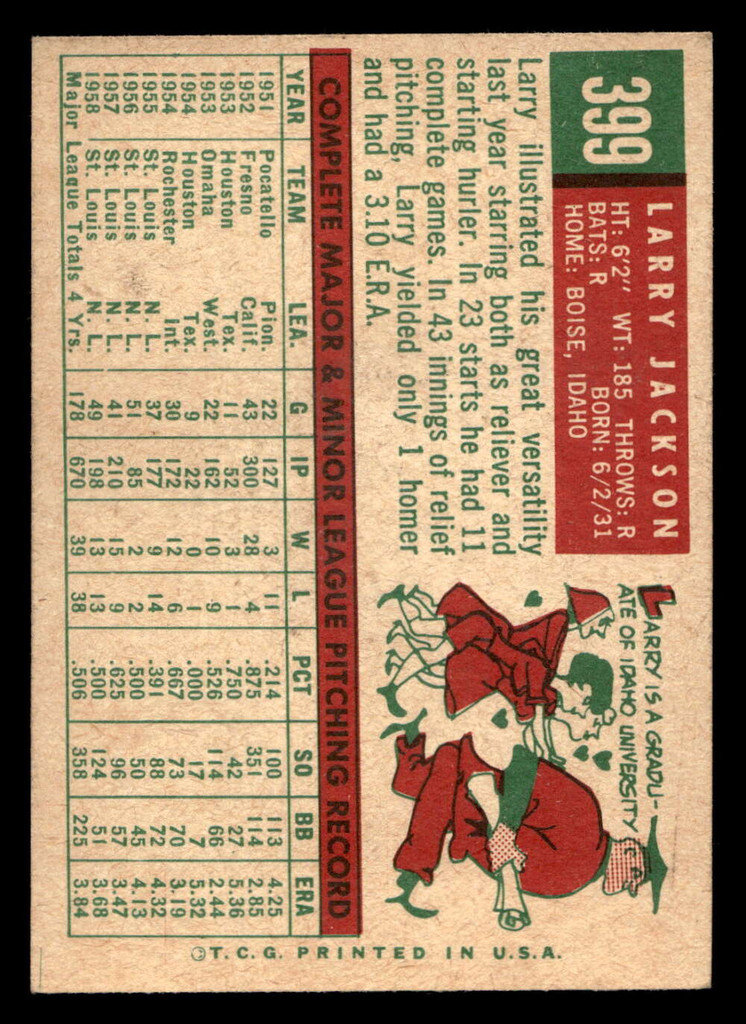 399
LARRY JACKSON
HT: 6'2" WT: 185 THROWS: R
BATS: R BORN: 6/2/31
HOME: BOISE, IDAHO
Larry illustrated his great versatility
last year starring both as reliever and
starting hurler. In 23 starts he had 11
complete games. In 43 innings of relief
pitching, Larry yielded only 1 homer
and had a 3.10 E.R.A.
LARRY IS A GRADU-
ATE OF IDAHO UNIVERSITY
COMPLETE MAJOR & MINOR LEAGUE PITCHING RECORD
YEAR TEAM LEA. G IP W L PCT SO BB ERA
1951 Pocatello Pion. 22 127 3 11 .214 100 113 4.25
1952 Fresno Calif. 43 300 28 4 .875 351 114 2.85
1953 Houston Tex. 11 52 3 1 .750 42 27 5.36
1953 Omaha West. 22 162 10 9 .526 114 66 2.44
1954 Houston Tex. 9 22 0 1 .000 17 7 5.32
1954 Rochester Int. 30 172 12 6 .667 73 70 3.19
1955 St. Louis N. L. 37 177 9 14 .391 88 72 4.32
1956 St. Louis N. L. 51 85 2 2 .500 50 45 4.13
1957 St. Louis N. L. 41 210 15 9 .625 96 57 3.47
1958 St. Louis N. L. 49 198 13 13 .500 124 51 3.68
Major League Totals 4 Yrs. 178 670 39 38 .506 358 225 3.84
©T.C.G. PRINTED IN U.S.A.